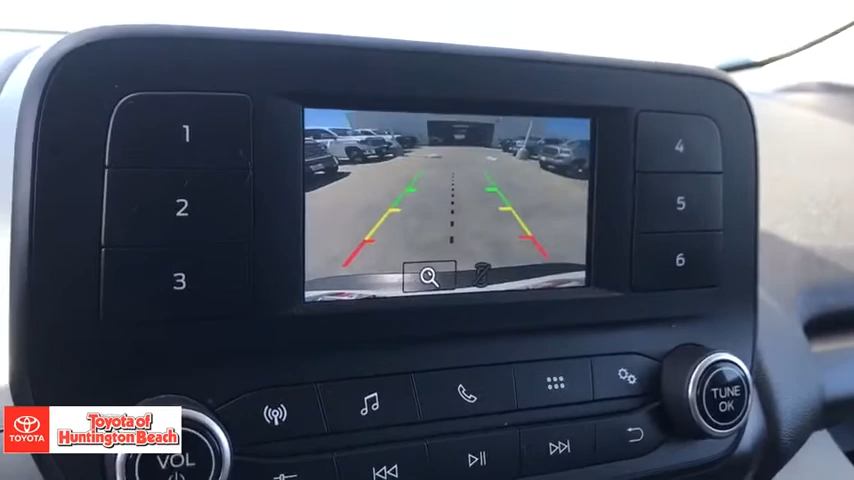 1
2
3
4
5
6
VOL
TUNE
OK
TOYOTA
Toyota of
Huntington Beach